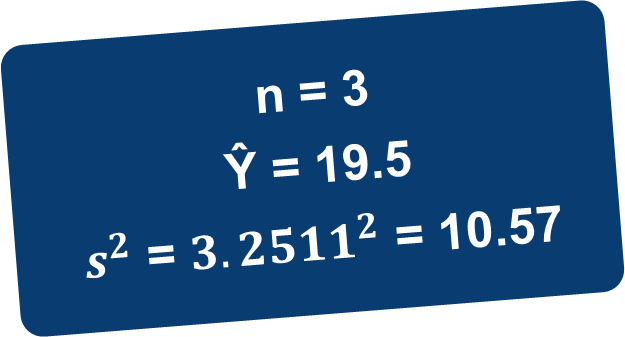 n = 3
Ŷ = 19.5
s² = 3.2511² = 10.57